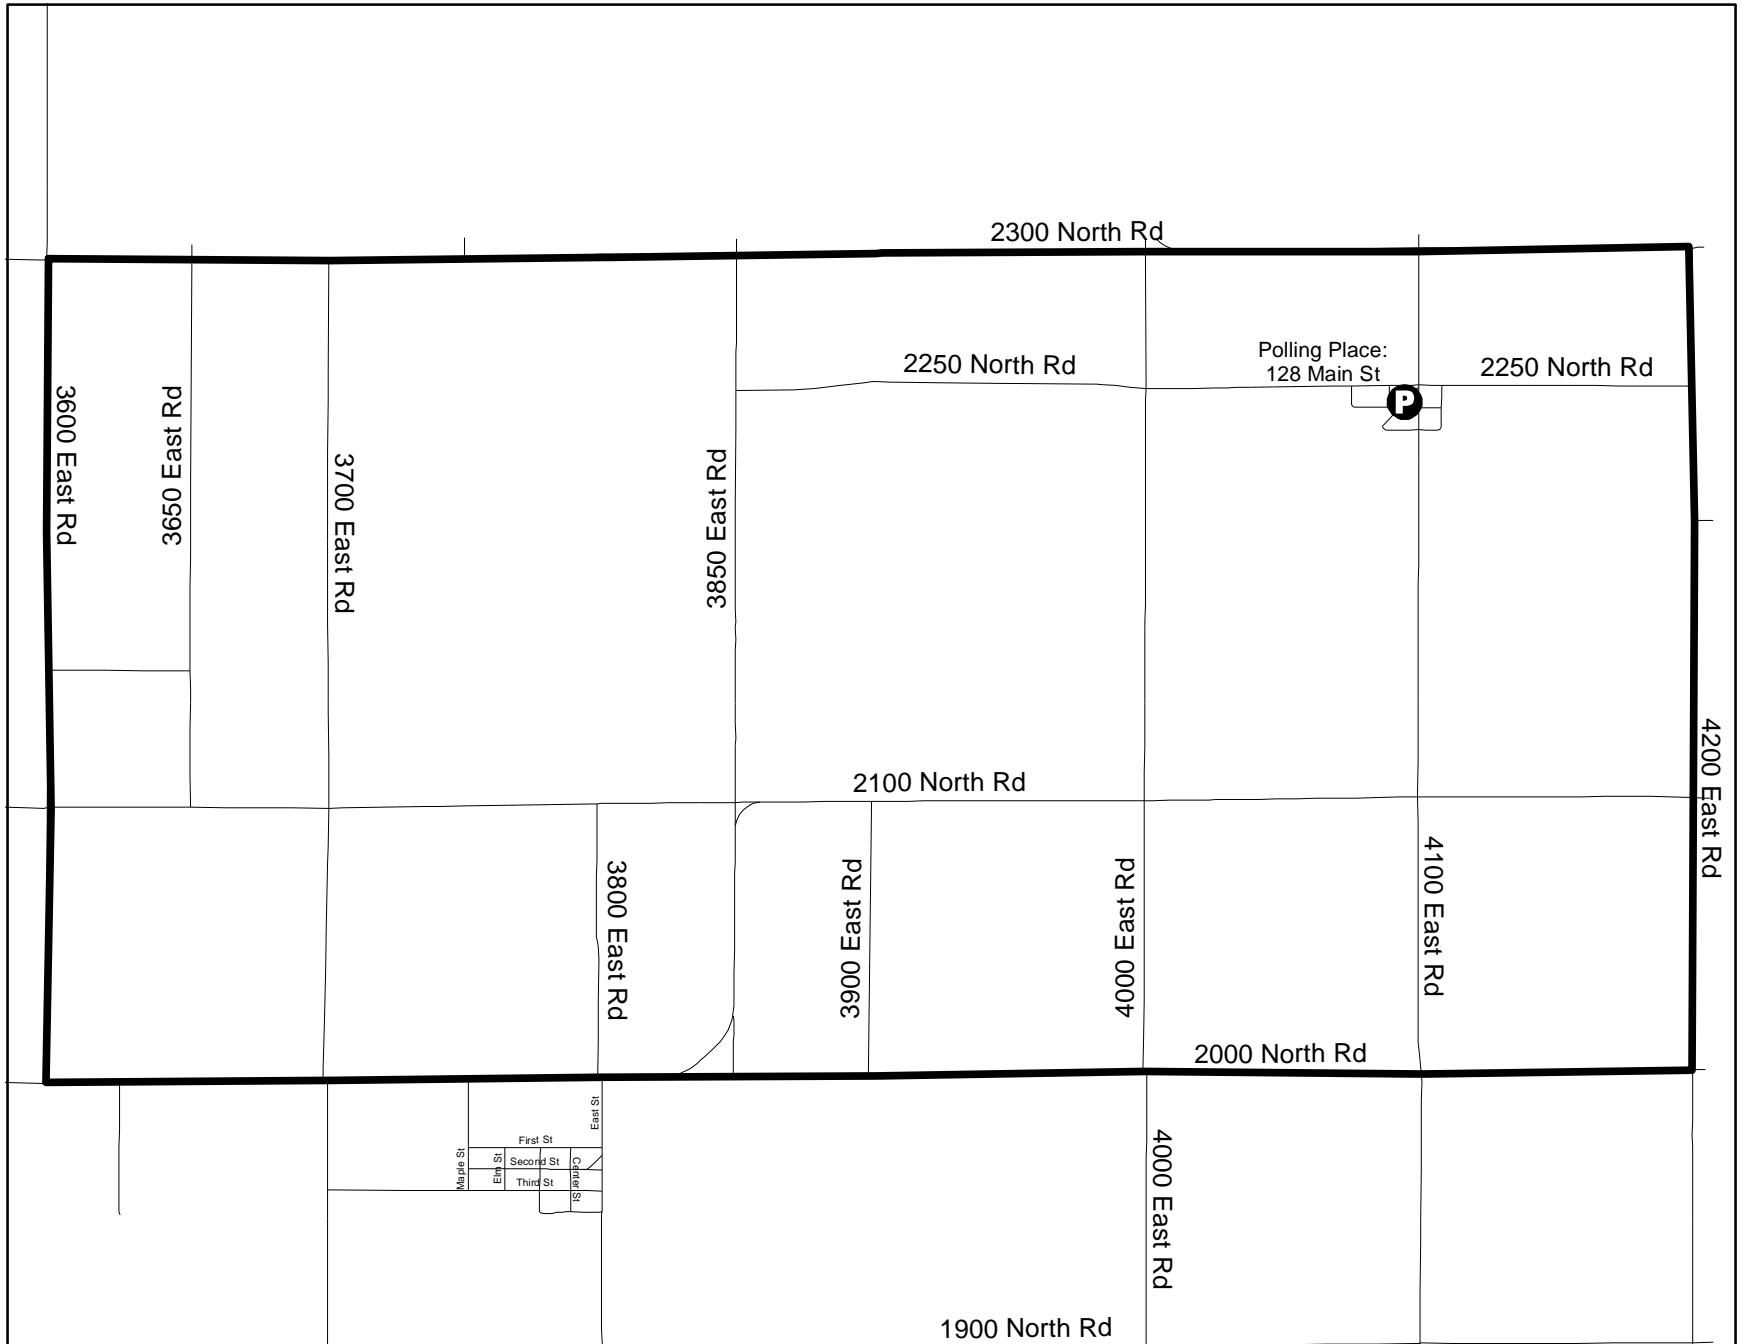 2300 North Rd
2250 North Rd
Polling Place:
128 Main St
2250 North Rd
P
3600 East Rd
3650 East Rd
3700 East Rd
3850 East Rd
4200 East Rd
2100 North Rd
3800 East Rd
3900 East Rd
4000 East Rd
4100 East Rd
2000 North Rd
East St
First St
Maple St
Elm St
Second St
Center St
Third St
4000 East Rd
1900 North Rd